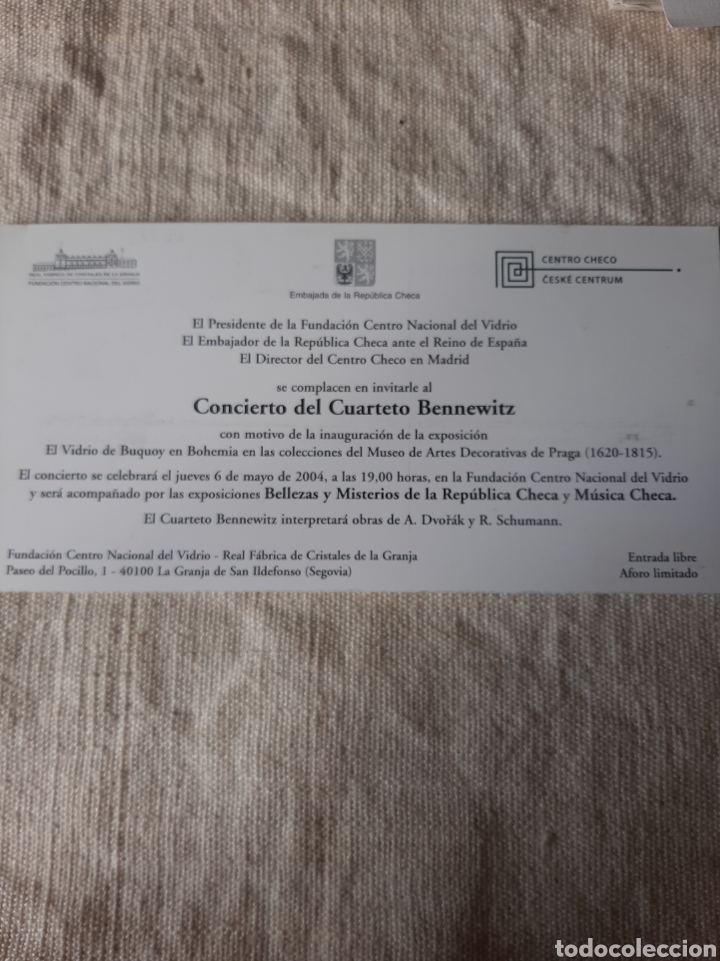 REAL FÁBRICA DE CRISTALES DE LA GRANJA
FUNDACIÓN CENTRO NACIONAL DEL VIDRIO
Embajada de la República Checa
CENTRO CHECO
ČESKÉ CENTRUM
El Presidente de la Fundación Centro Nacional del Vidrio
El Embajador de la República Checa ante el Reino de España
El Director del Centro Checo en Madrid
se complacen en invitarle al
Concierto del Cuarteto Bennewitz
con motivo de la inauguración de la exposición
El Vidrio de Buquoy en Bohemia en las colecciones del Museo de Artes Decorativas de Praga (1620-1815).
El concierto se celebrará el jueves 6 de mayo de 2004, a las 19,00 horas, en la Fundación Centro Nacional del Vidrio
y será acompañado por las exposiciones Bellezas y Misterios de la República Checa y Música Checa.
El Cuarteto Bennewitz interpretará obras de A. Dvořák y R. Schumann.
Fundación Centro Nacional del Vidrio - Real Fábrica de Cristales de la Granja
Paseo del Pocillo, 1 - 40100 La Granja de San Ildefonso (Segovia)
Entrada libre
Aforo limitado
todocoleccion